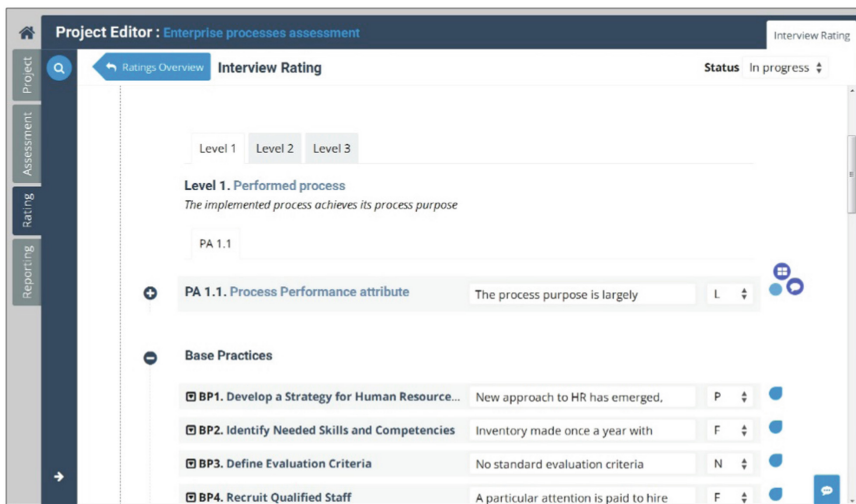 Project Editor : Enterprise processes assessment
Interview Rating
Ratings Overview
Interview Rating
Status In progress
Project
Assessment
Rating
Reporting
Level 1 Level 2 Level 3
Level 1. Performed process
The implemented process achieves its process purpose
PA 1.1
PA 1.1. Process Performance attribute The process purpose is largely L
Base Practices
BP1. Develop a Strategy for Human Resource... New approach to HR has emerged, P
BP2. Identify Needed Skills and Competencies Inventory made once a year with F
BP3. Define Evaluation Criteria No standard evaluation criteria N
BP4. Recruit Qualified Staff A particular attention is paid to hire F